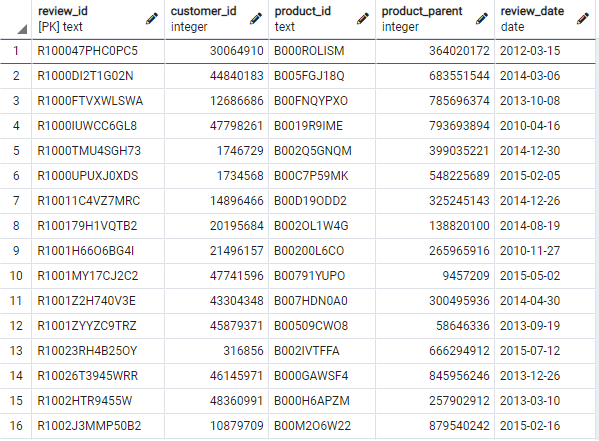 review_id customer_id product_id product_parent review_date
[PK] text integer text integer date
1 R100047PHC0PC5 30064910 B000ROLISM 364020172 2012-03-15
2 R1000DI2T1G02N 44840183 B005FGJ18Q 683551544 2014-03-06
3 R1000FTVXWLSWA 12686686 B00FNQYPXO 785696374 2013-10-08
4 R1000IUWCC6GL8 47798261 B0019R9IME 793693894 2010-04-16
5 R1000TMU4SGH73 1746729 B002Q5GNQM 399035221 2014-12-30
6 R1000UPUXJ0XDS 1734568 B00C7P59MK 548225689 2015-02-05
7 R10011C4VZ7MRC 14896466 B00D19ODD2 325245143 2014-12-26
8 R100179H1VQTB2 20195684 B002OL1W4G 138820100 2014-08-19
9 R1001H66O6BG4I 21496157 B00200L6CO 265965916 2010-11-27
10 R1001MY17CJ2C2 47741596 B00791YUPO 9457209 2015-05-02
11 R1001Z2H740V3E 43304348 B007HDN0A0 300495936 2014-04-30
12 R1001ZYYZC9TRZ 45879371 B00509CWO8 58646336 2013-09-19
13 R10023RH4B25OY 316856 B002IVTFFA 666294912 2015-07-12
14 R10026T3945WRR 46145971 B000GAWSF4 845956246 2013-12-26
15 R1002HTR9455W 48360991 B000H6APZM 257902912 2013-03-10
16 R1002J3MMP50B2 10879709 B00M2O6W22 879540242 2015-02-16